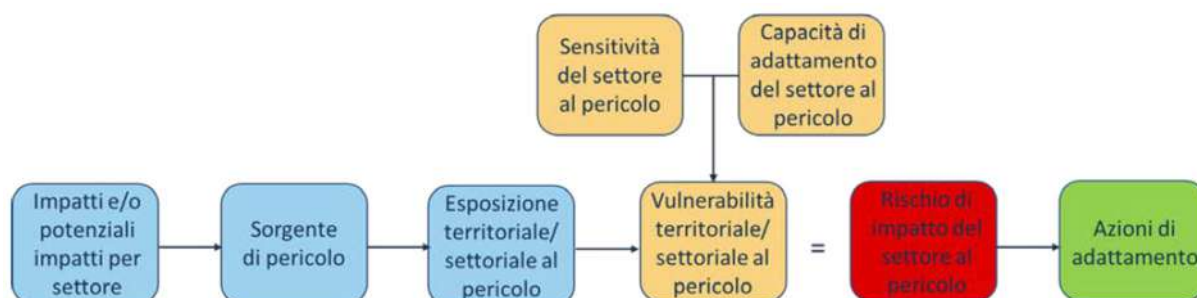 Sensitività
del settore
al pericolo
Capacità di
adattamento
del settore al
pericolo
Impatti e/o
potenziali
impatti per
settore
Sorgente
di pericolo
Esposizione
territoriale/
settoriale al
pericolo
Vulnerabilità
territoriale/
settoriale al
pericolo
=
Rischio di
impatto del
settore al
pericolo
Azioni di
adattamento